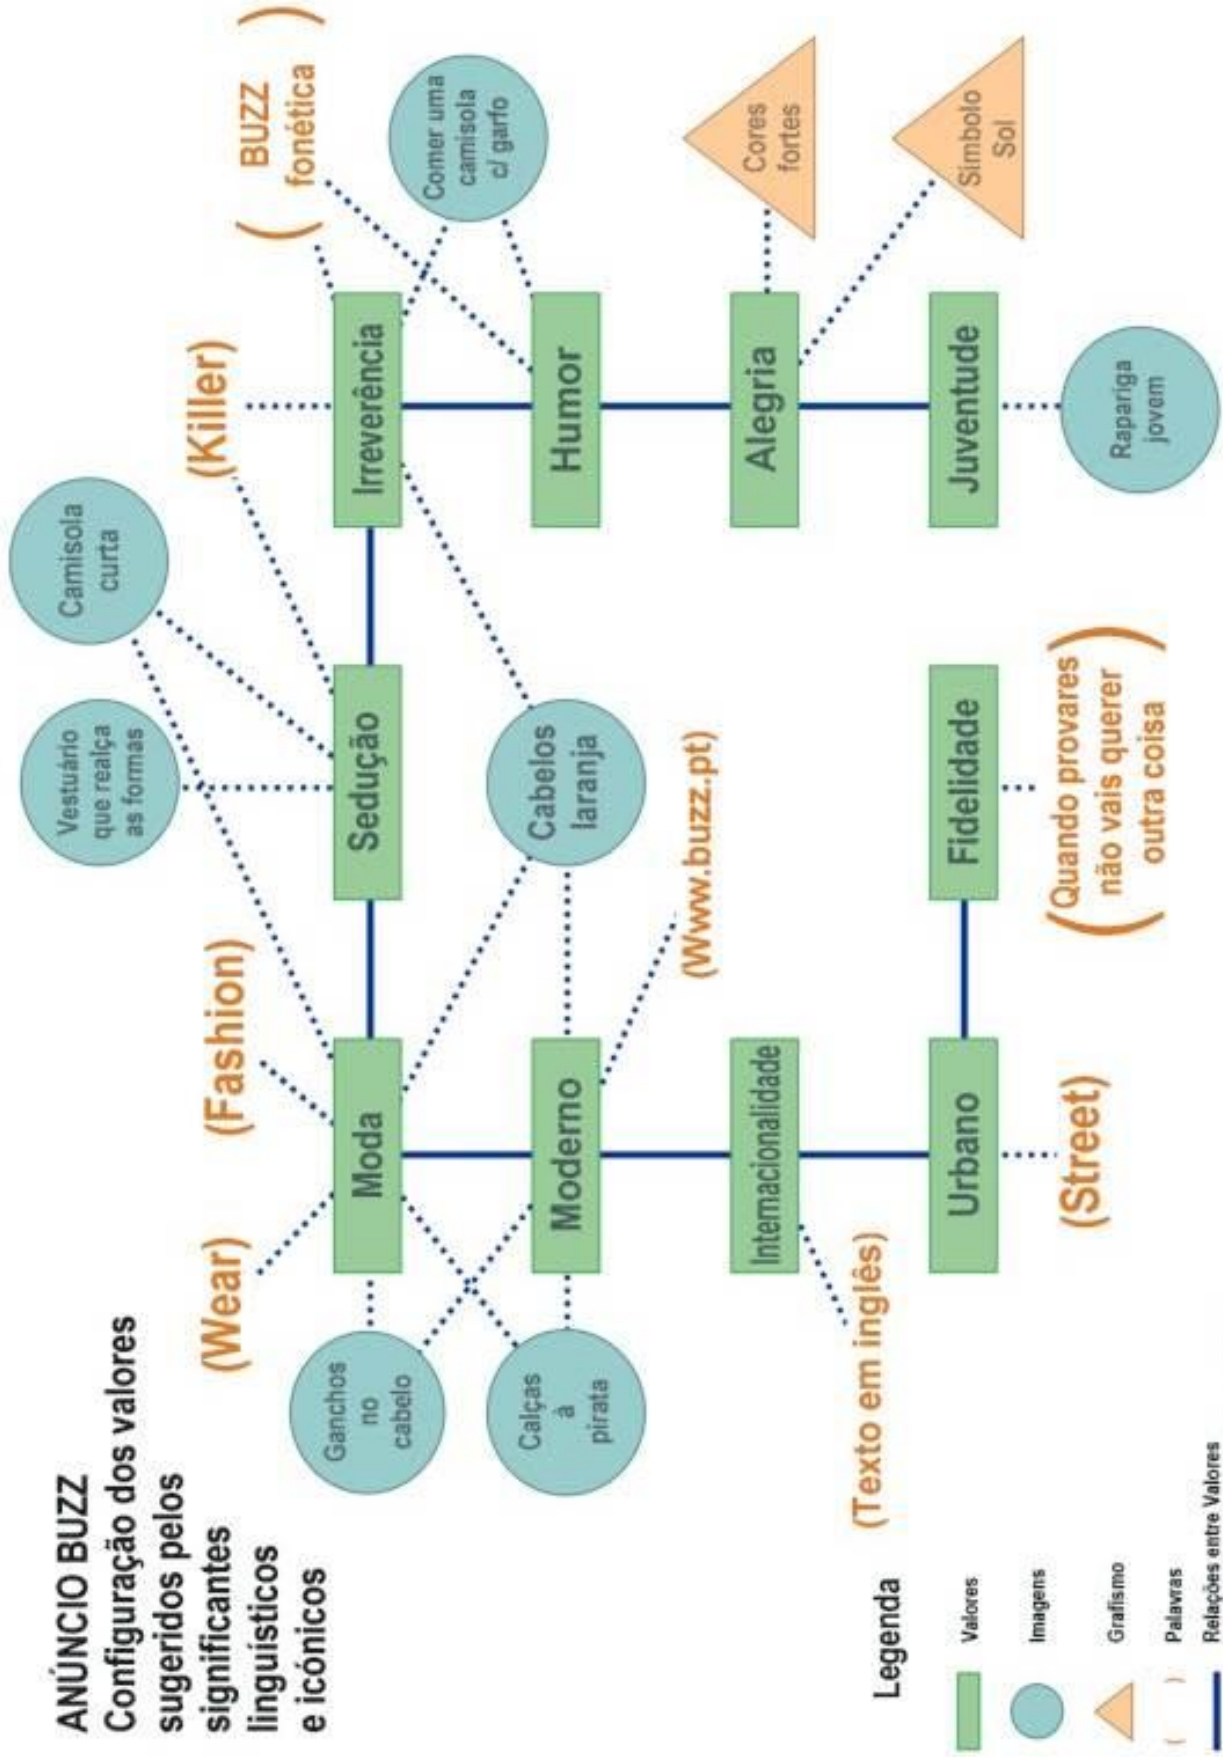 ANÚNCIO BUZZ
Configuração dos valores
sugeridos pelos
significantes
linguísticos
e icónicos
(Wear)
(Fashion)
Vestuário
que realça
as formas
Camisola
curta
(Killer)
( BUZZ )
fonética
Ganchos
no
cabelo
Moda
Sedução
Irreverência
Comer uma
camisola
c/ garfo
Calças
à
pirata
Moderno
Cabelos
laranja
Humor
(Www.buzz.pt)
Internacionalidade
Alegria
Cores
fortes
(Texto em inglês)
Urbano
Fidelidade
Juventude
Simbolo
Sol
(Street)
(Quando provares
não vais querer
outra coisa)
Rapariga
jovem
Legenda
Valores
Imagens
Grafismo
( ) Palavras
Relações entre Valores